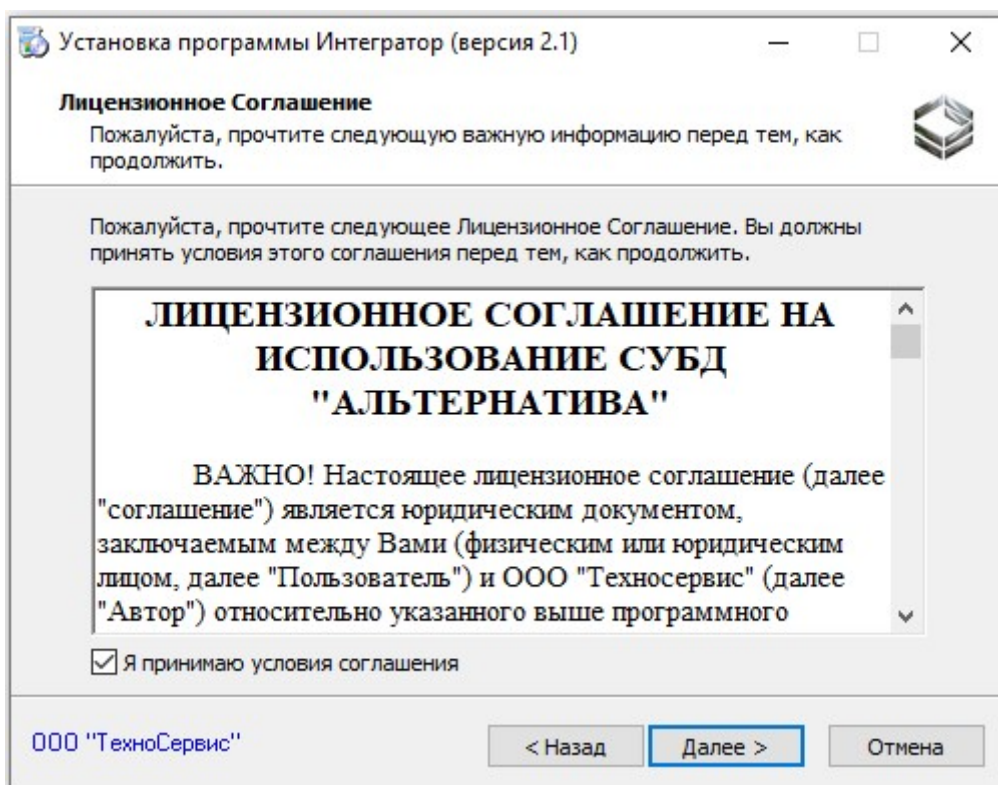 Установка программы Интегратор (версия 2.1)
Лицензионное Соглашение
Пожалуйста, прочтите следующую важную информацию перед тем, как
продолжить.
Пожалуйста, прочтите следующее Лицензионное Соглашение. Вы должны
принять условия этого соглашения перед тем, как продолжить.
ЛИЦЕНЗИОННОЕ СОГЛАШЕНИЕ НА
ИСПОЛЬЗОВАНИЕ СУБД
"АЛЬТЕРНАТИВА"
ВАЖНО! Настоящее лицензионное соглашение (далее
"соглашение") является юридическим документом,
заключаемым между Вами (физическим или юридическим
лицом, далее "Пользователь") и ООО "Техносервис" (далее
"Автор") относительно указанного выше программного
Я принимаю условия соглашения
ООО "ТехноСервис"
< Назад
Далее >
Отмена